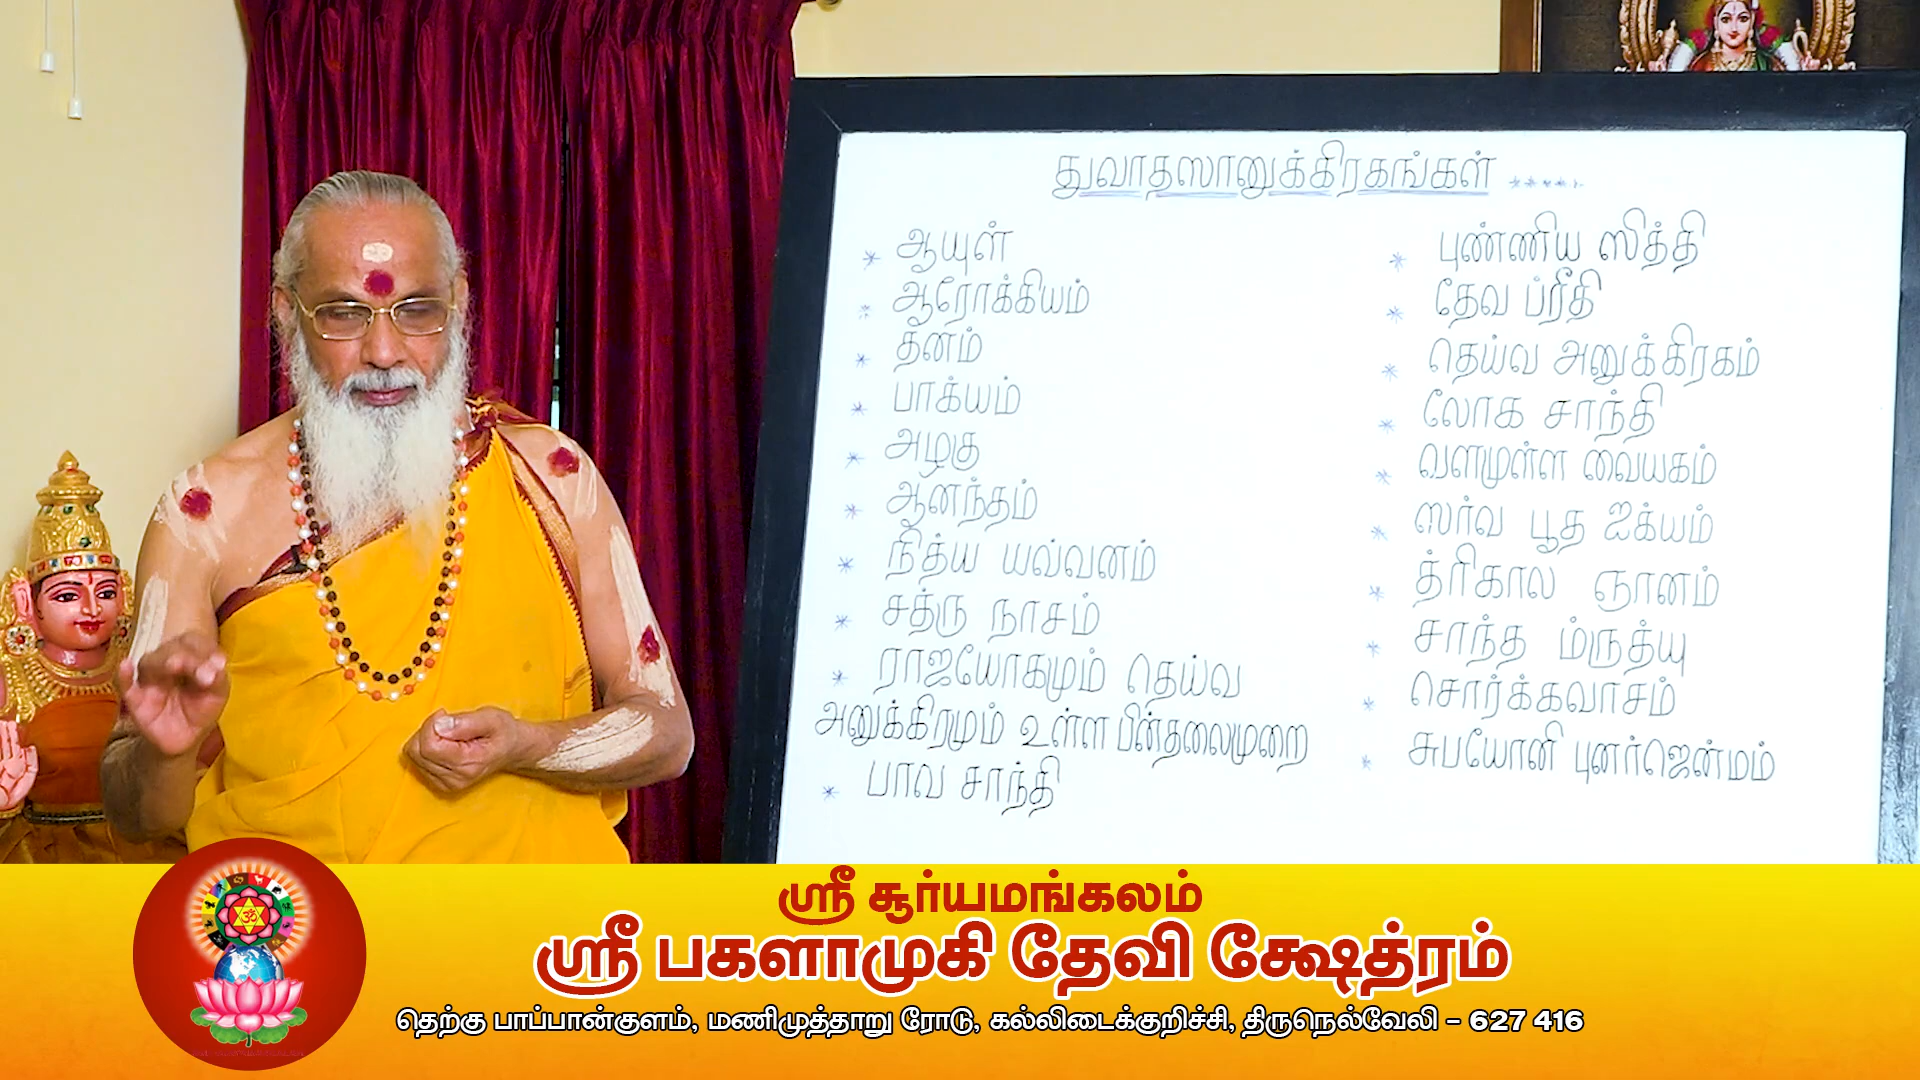 துவாதஸானுக்கிரகங்கள் .....
* ஆயுள்
* ஆரோக்கியம்
* தனம்
* பாக்யம்
* அழகு
* ஆனந்தம்
* நித்ய யவ்வனம்
* சத்ரு நாசம்
* ராஜயோகமும் தெய்வ
அனுக்கிரமும் உள்ள பின்தலைமுறை
* பாவ சாந்தி
* புண்ணிய ஸித்தி
* தேவ ப்ரீதி
* தெய்வ அனுக்கிரகம்
* லோக சாந்தி
* வளமுள்ள வையகம்
* ஸர்வ பூத ஐக்யம்
* த்ரிகால ஞானம்
* சாந்த ம்ருத்யு
* சொர்க்கவாசம்
* சுபயோனி புனர்ஜென்மம்
ஸ்ரீ சூர்யமங்கலம்
ஸ்ரீ பகளாமுகி தேவி க்ஷேத்ரம்
தெற்கு பாப்பான்குளம், மணிமுத்தாறு ரோடு, கல்லிடைக்குறிச்சி, திருநெல்வேலி – 627 416